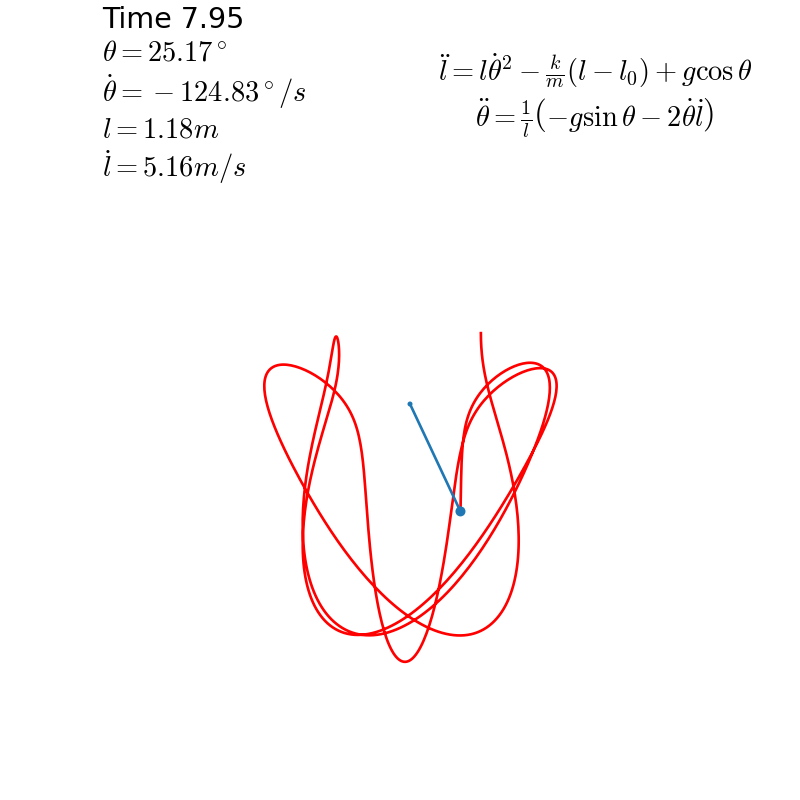 Time 7.95
θ = 25.17°
θ̇ = −124.83°/s
l = 1.18m
l̇ = 5.16m/s
l̈ = lθ̇² − k/m(l − l₀) + g cos θ
θ̈ = 1/l(−g sin θ − 2θ̇l̇)